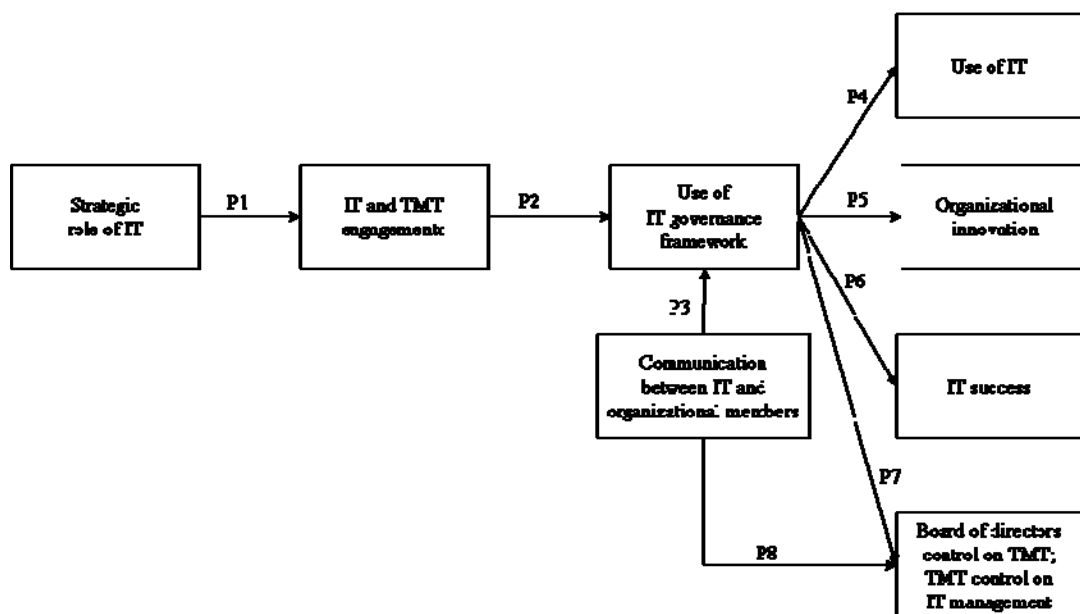 Use of IT
P4
Strategic
role of IT
P1
IT and TMT
engagements
P2
Use of
IT governance
framework
P5
Organizational
innovation
P6
P3
Communication
between IT and
organizational members
IT success
P7
P8
Board of directors
control on TMT;
TMT control on
IT management